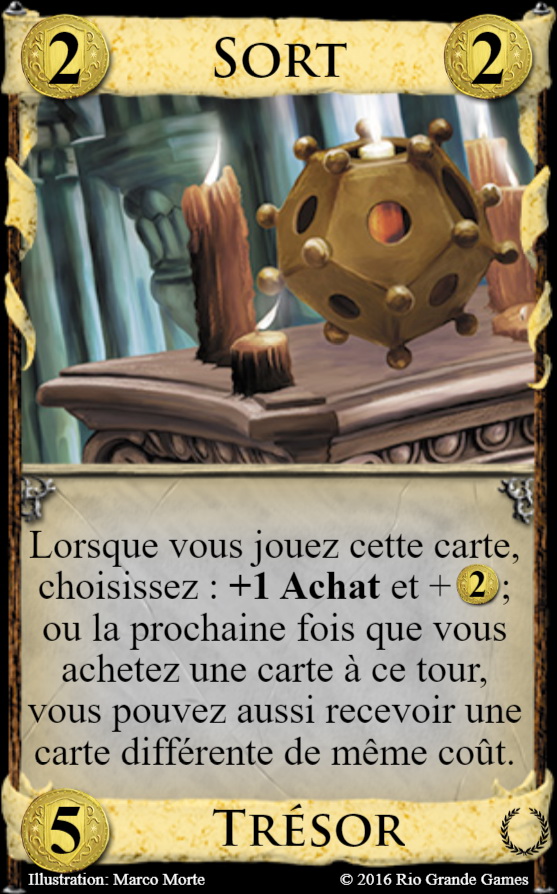 2 SORT 2
Lorsque vous jouez cette carte,
choisissez : +1 Achat et +2 ;
ou la prochaine fois que vous
achetez une carte à ce tour,
vous pouvez aussi recevoir une
carte différente de même coût.
5 TRÉSOR
Illustration: Marco Morte © 2016 Rio Grande Games